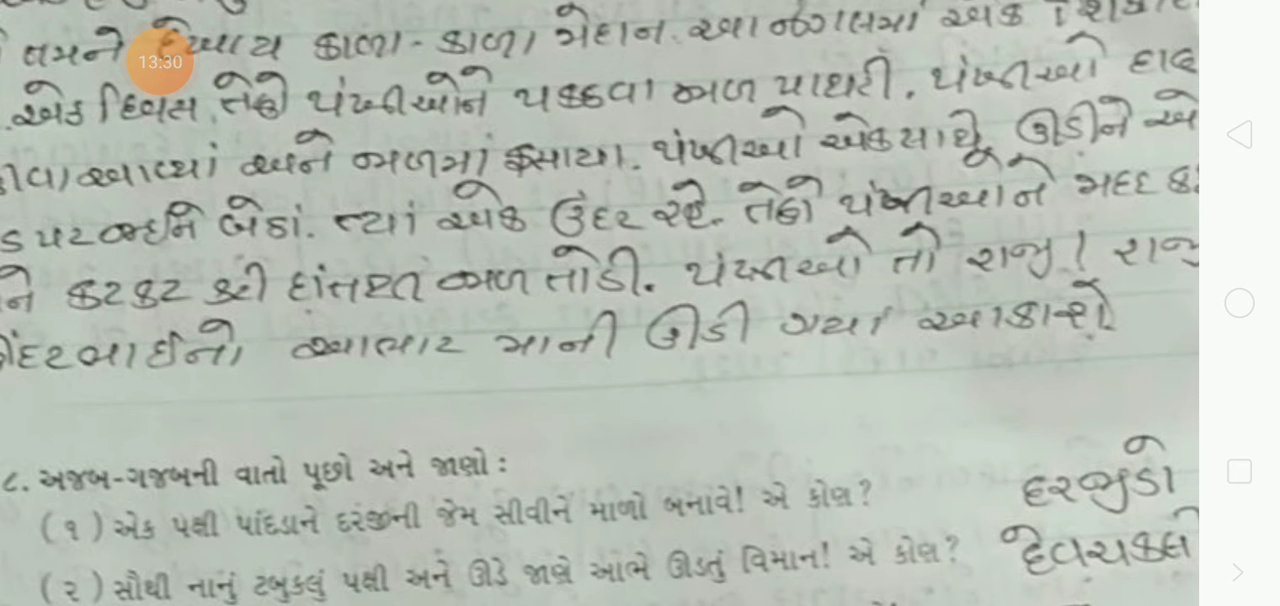 તમને દેખાય કાળા-કાળા મેદાન. આ જંગલમાં એક
એક દિવસ તેણે પંખીઓને પકડવા જાળ પાથરી. પંખીઓ
આવ્યાં અને જાળમાં ફસાયા. પંખીઓ એકસાથે ઊડીને
પર જઈને બેઠાં. ત્યાં એક ઉંદર રહે. તેણે પંખીઓને મદદ
ને કટકટ કરી દાંતથી જાળ તોડી. પંખીઓ તો રાજી! રાજી
ઉંદરભાઈનો આભાર માની ઊડી ગયાં આકાશે
૮. અજબ-ગજબની વાતો પૂછો અને જાણો :
(૧) એક પક્ષી પાંદડાને દરજીની જેમ સીવીને માળો બનાવે! એ કોણ? દરજીડો
(૨) સૌથી નાનું ટબુકલું પક્ષી અને ઊડે જાણે આભે ઊડતું વિમાન! એ કોણ? દેવચકલી
13:30